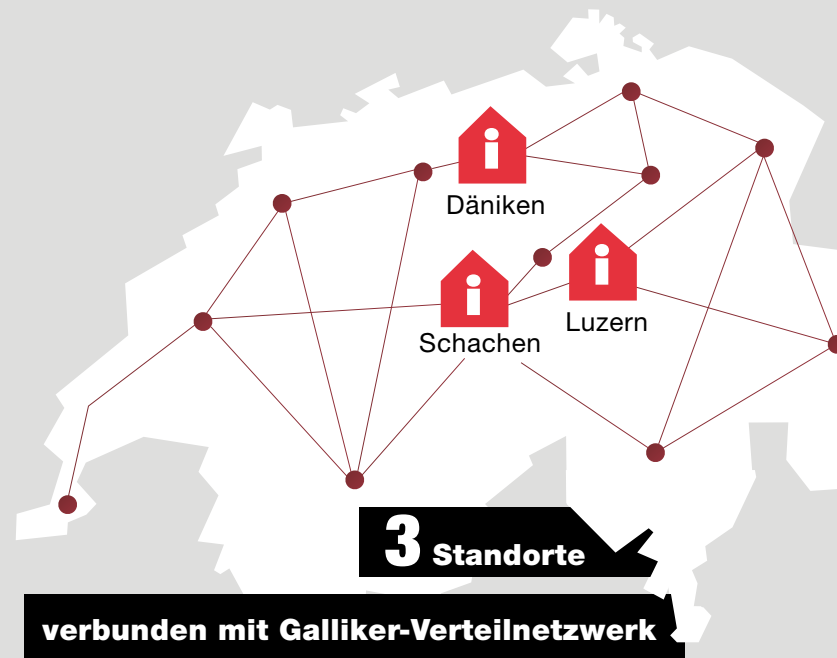 i
Däniken
i
i
Luzern
Schachen
3 Standorte
verbunden mit Galliker-Verteilnetzwerk